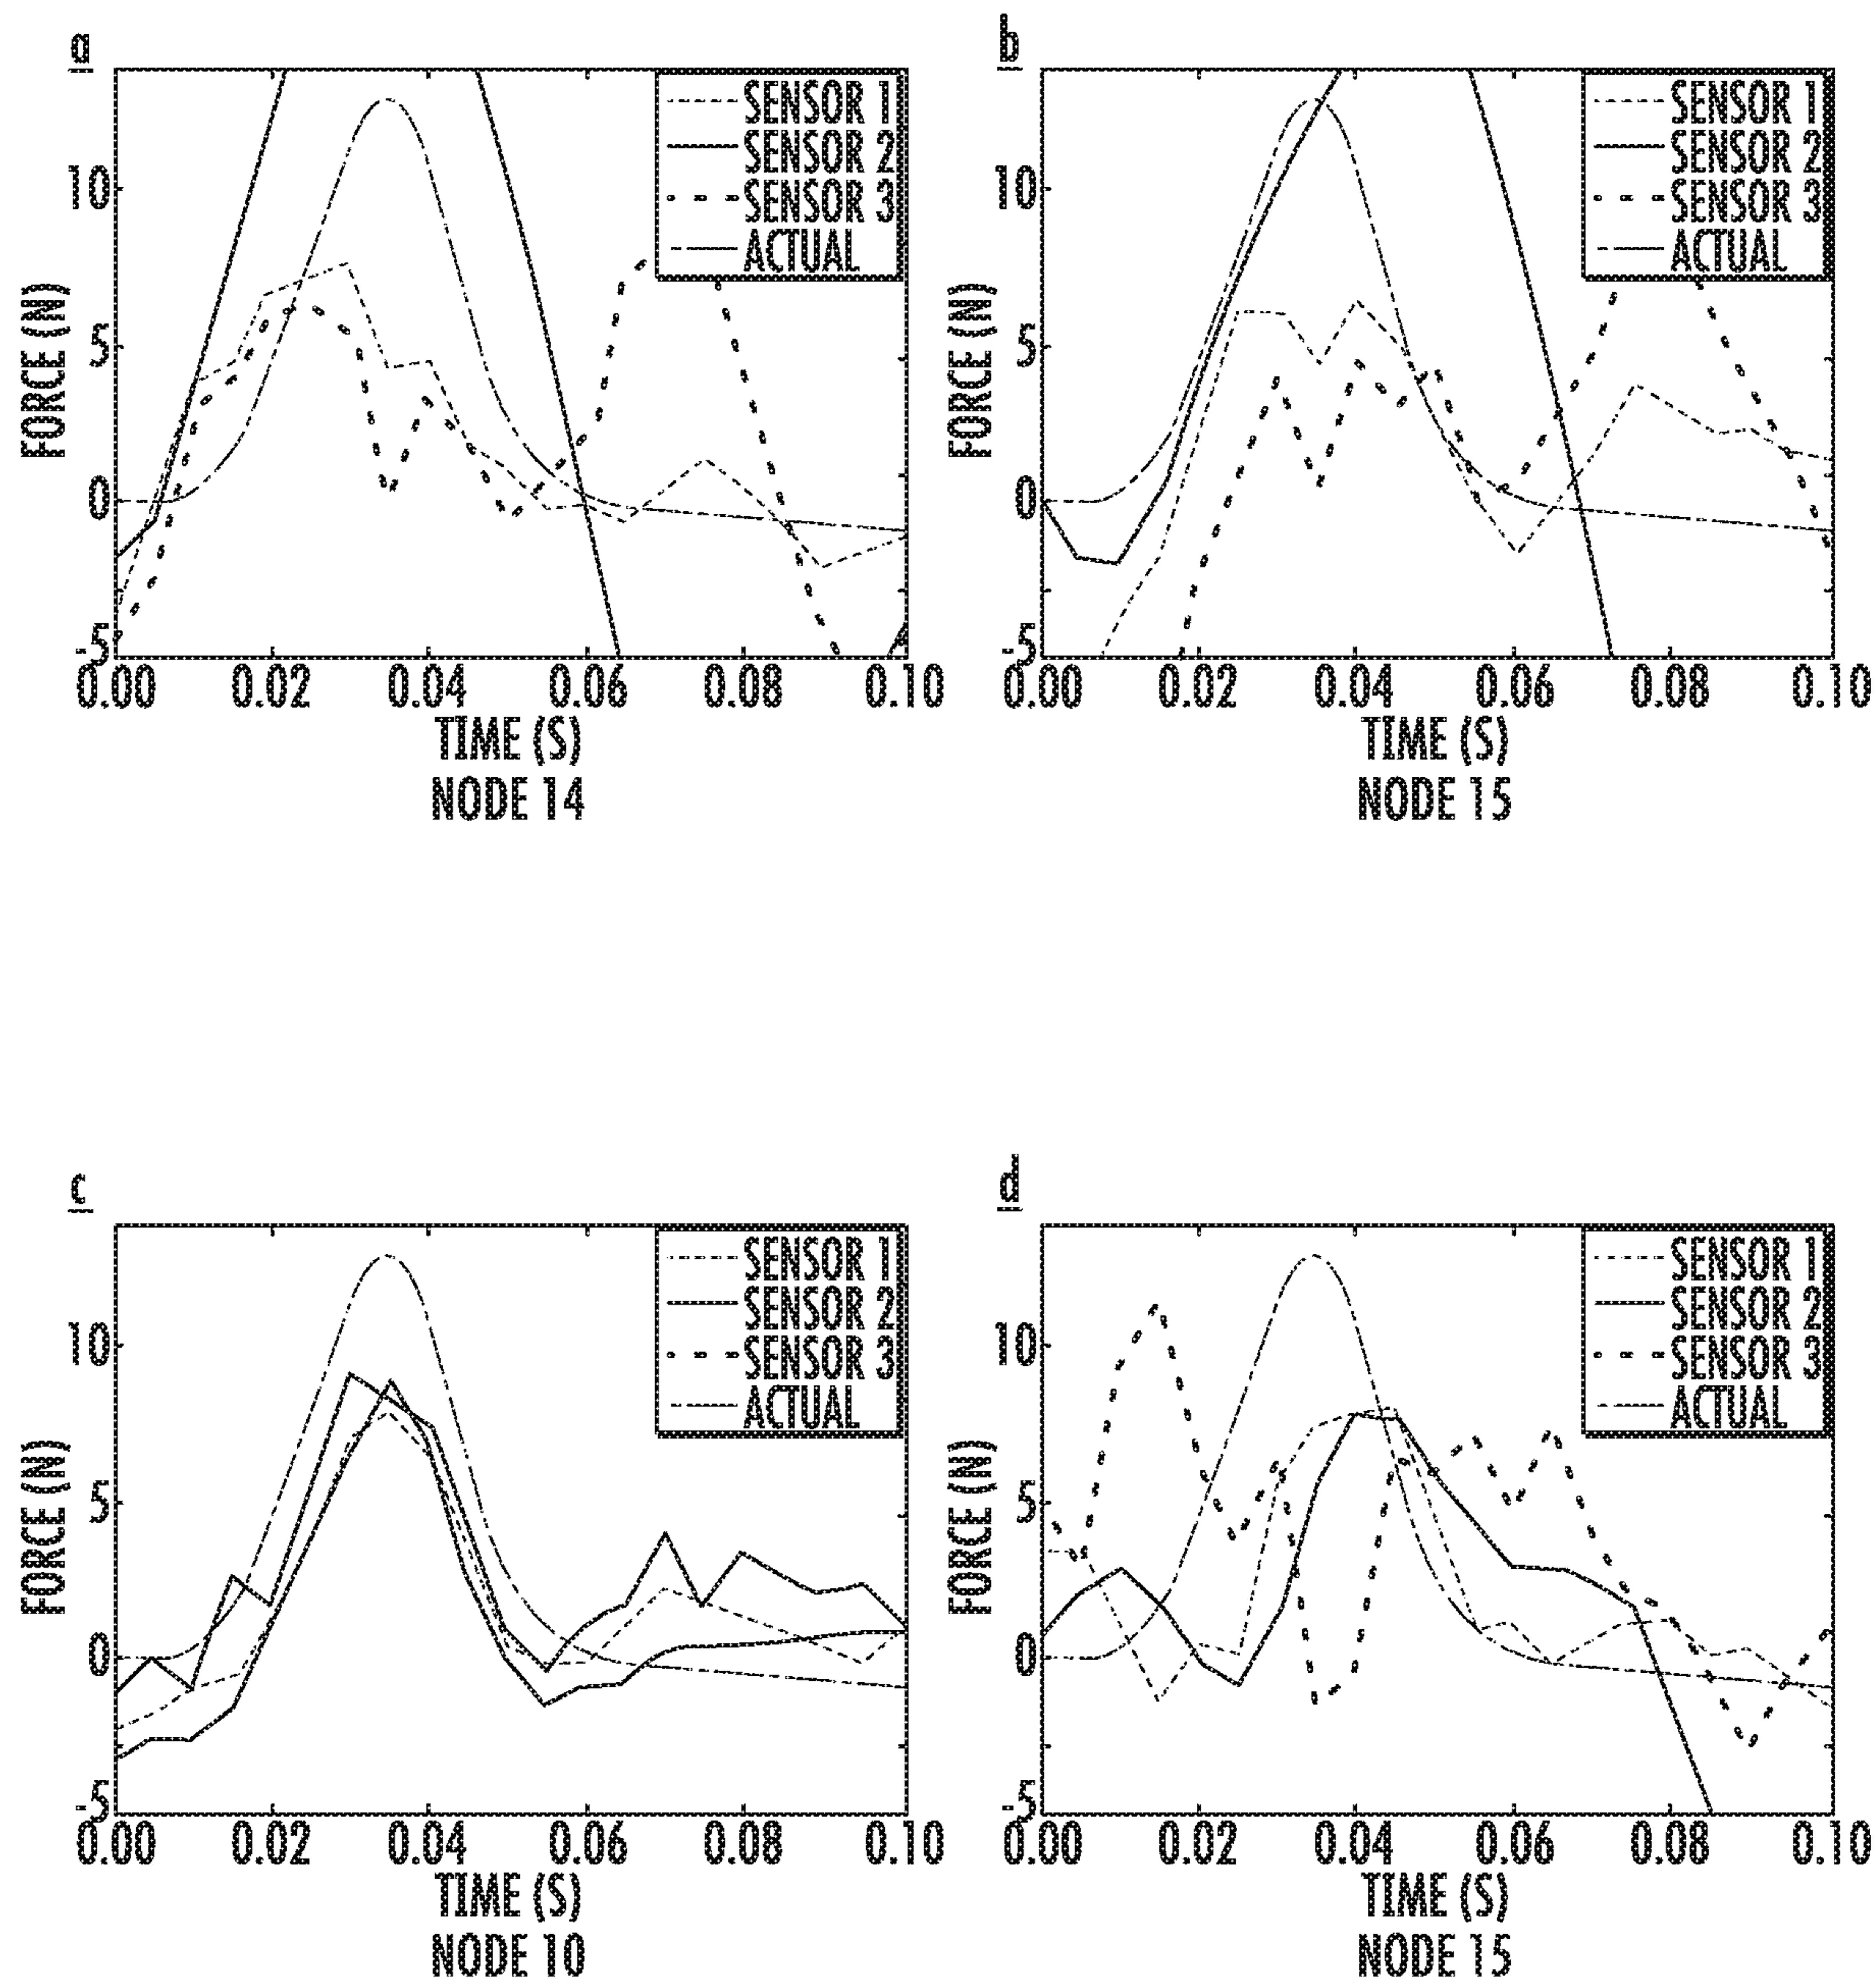 a
SENSOR 1
SENSOR 2
SENSOR 3
ACTUAL
10
5
0
-5
FORCE (N)
0.00 0.02 0.04 0.06 0.08 0.10
TIME (S)
NODE 14
b
SENSOR 1
SENSOR 2
SENSOR 3
ACTUAL
10
5
0
-5
FORCE (N)
0.00 0.02 0.04 0.06 0.08 0.10
TIME (S)
NODE 15
c
SENSOR 1
SENSOR 2
SENSOR 3
ACTUAL
10
5
0
-5
FORCE (N)
0.00 0.02 0.04 0.06 0.08 0.10
TIME (S)
NODE 10
d
SENSOR 1
SENSOR 2
SENSOR 3
ACTUAL
10
5
0
-5
FORCE (N)
0.00 0.02 0.04 0.06 0.08 0.10
TIME (S)
NODE 15